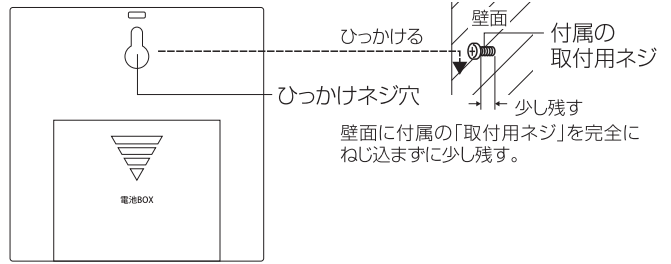 壁面
付属の
取付用ネジ
ひっかける
ひっかけネジ穴
少し残す
壁面に付属の「取付用ネジ」を完全に
ねじ込まずに少し残す。
電池BOX